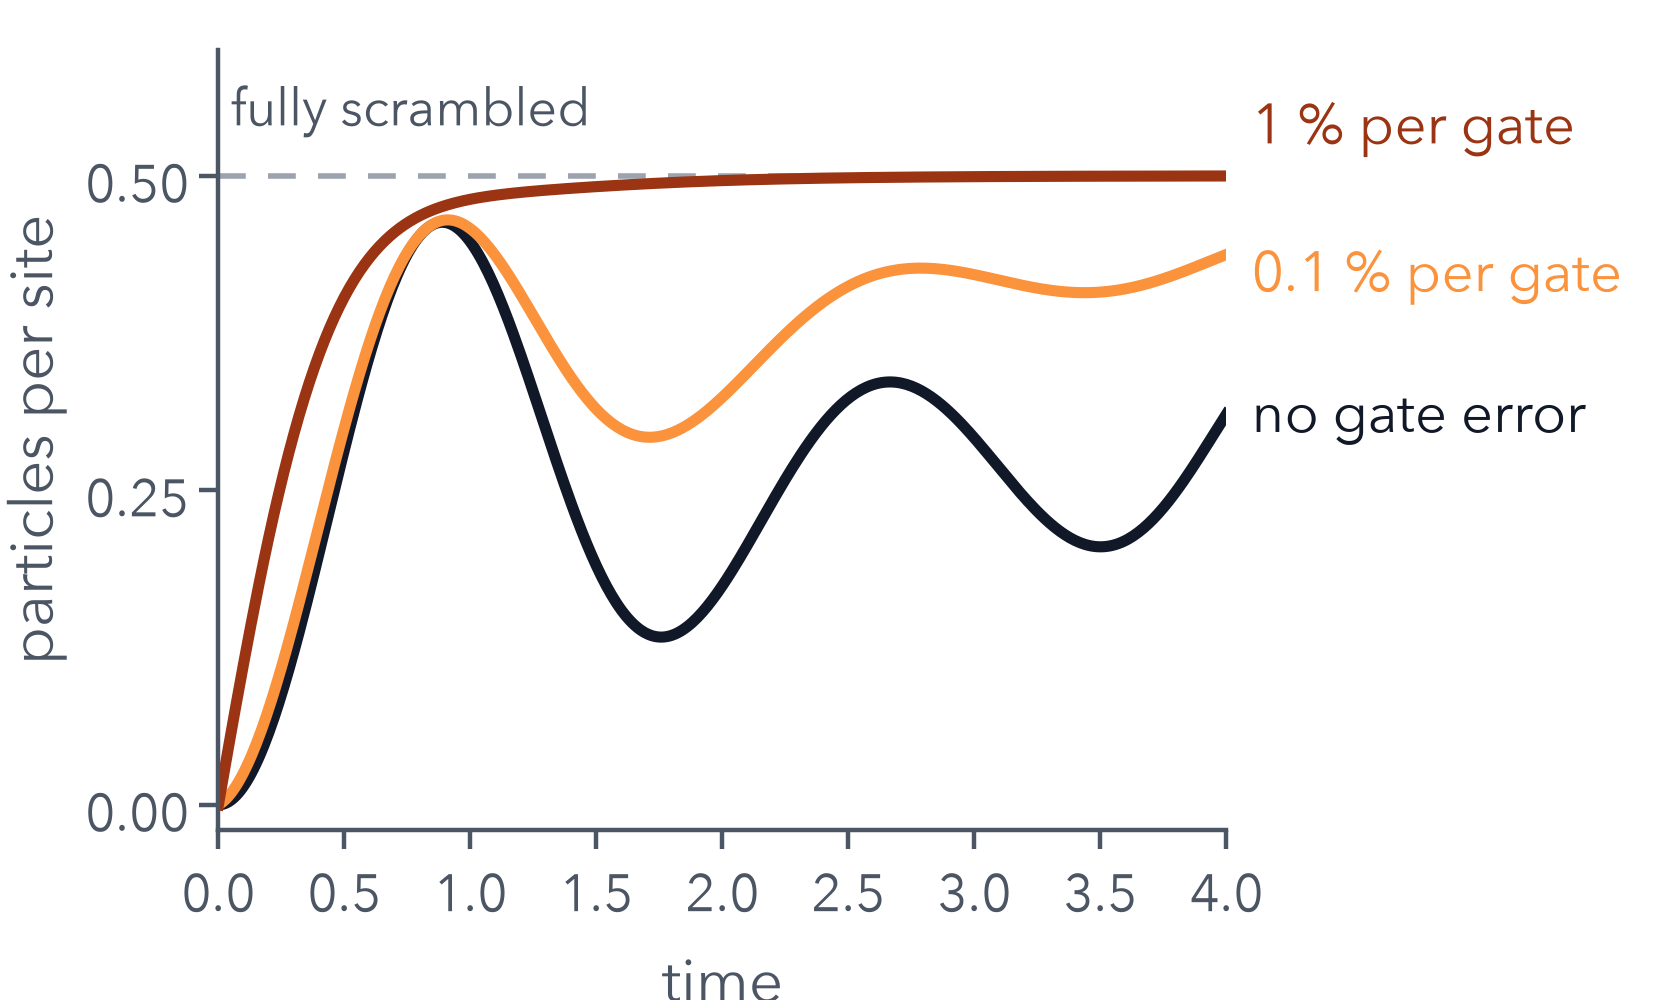 fully scrambled
1 % per gate
0.50
0.1 % per gate
particles per site
no gate error
0.25
0.00
0.0 0.5 1.0 1.5 2.0 2.5 3.0 3.5 4.0
time